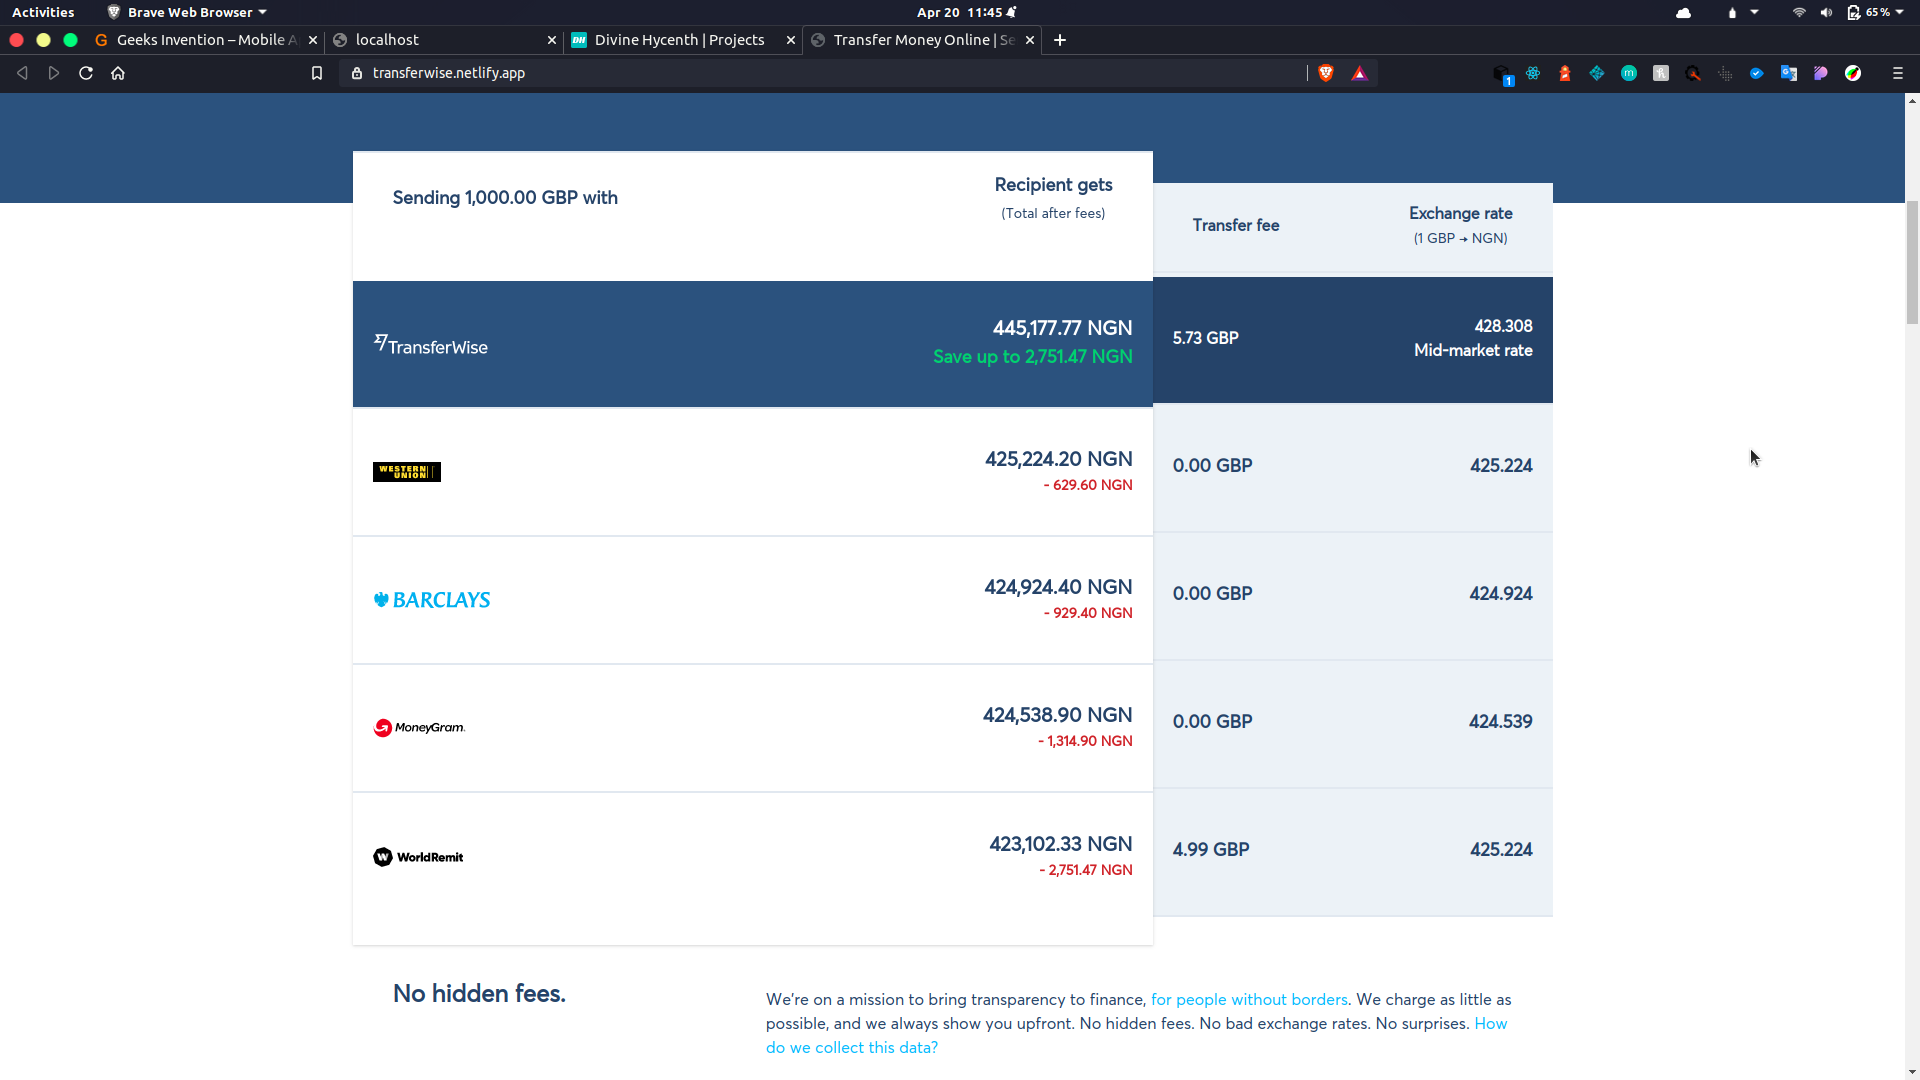 Activities
Brave Web Browser
Apr 20 11:45
65 %
Geeks Invention – Mobile A
localhost
DH Divine Hycenth | Projects
Transfer Money Online | Se
transferwise.netlify.app
1
Sending 1,000.00 GBP with
Recipient gets
(Total after fees)
Transfer fee
Exchange rate
(1 GBP → NGN)
TransferWise
445,177.77 NGN
Save up to 2,751.47 NGN
5.73 GBP
428.308
Mid-market rate
WESTERN
UNION
425,224.20 NGN
- 629.60 NGN
0.00 GBP
425.224
BARCLAYS
424,924.40 NGN
- 929.40 NGN
0.00 GBP
424.924
MoneyGram.
424,538.90 NGN
- 1,314.90 NGN
0.00 GBP
424.539
W WorldRemit
423,102.33 NGN
- 2,751.47 NGN
4.99 GBP
425.224
No hidden fees.
We're on a mission to bring transparency to finance, for people without borders. We charge as little as
possible, and we always show you upfront. No hidden fees. No bad exchange rates. No surprises. How
do we collect this data?